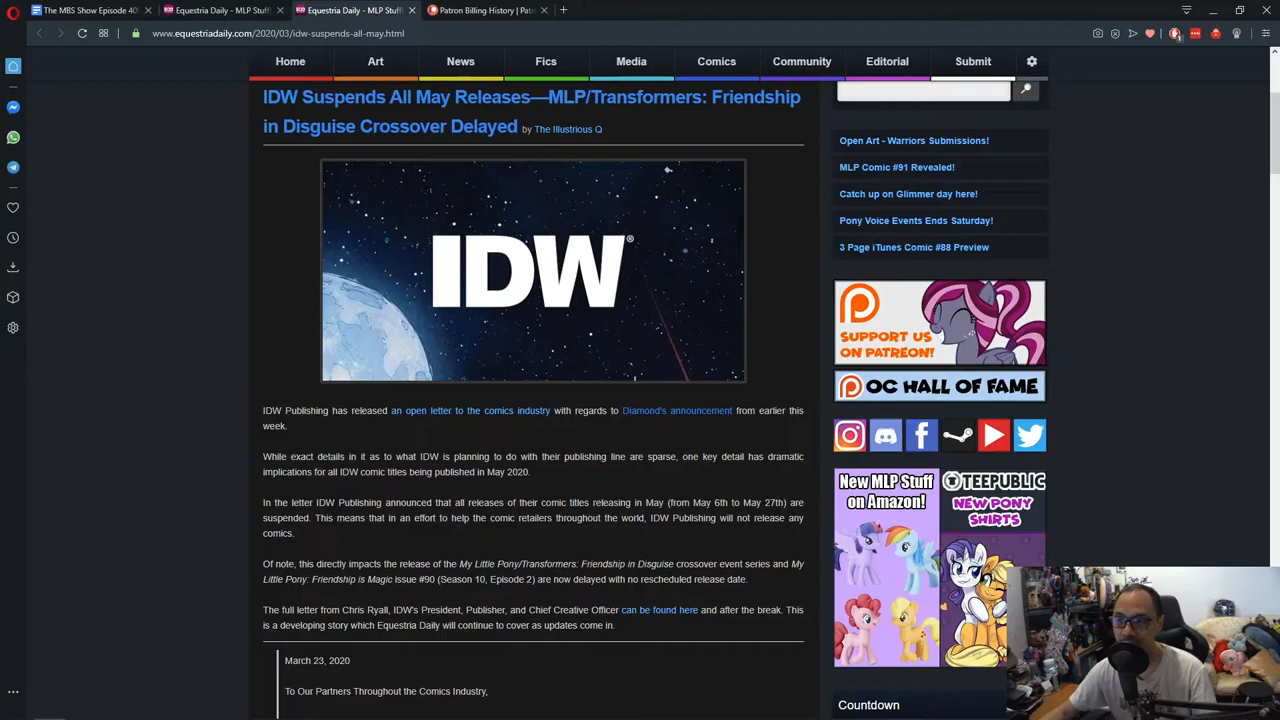 The MBS Show Episode 40
Equestria Daily - MLP Stuf
Equestria Daily - MLP Stuf
Patron Billing History | Pat
www.equestriadaily.com/2020/03/idw-suspends-all-may.html
Home Art News Fics Media Comics Community Editorial Submit
IDW Suspends All May Releases—MLP/Transformers: Friendship
in Disguise Crossover Delayed by The Illustrious Q
IDW®
IDW Publishing has released an open letter to the comics industry with regards to Diamond's announcement from earlier this
week.
While exact details in it as to what IDW is planning to do with their publishing line are sparse, one key detail has dramatic
implications for all IDW comic titles being published in May 2020.
In the letter IDW Publishing announced that all releases of their comic titles releasing in May (from May 6th to May 27th) are
suspended. This means that in an effort to help the comic retailers throughout the world, IDW Publishing will not release any
comics.
Of note, this directly impacts the release of the My Little Pony/Transformers: Friendship in Disguise crossover event series and My
Little Pony: Friendship is Magic issue #90 (Season 10, Episode 2) are now delayed with no rescheduled release date.
The full letter from Chris Ryall, IDW's President, Publisher, and Chief Creative Officer can be found here and after the break. This
is a developing story which Equestria Daily will continue to cover as updates come in.
March 23, 2020
To Our Partners Throughout the Comics Industry,
Open Art - Warriors Submissions!
MLP Comic #91 Revealed!
Catch up on Glimmer day here!
Pony Voice Events Ends Saturday!
3 Page iTunes Comic #88 Preview
SUPPORT US
ON PATREON!
OC HALL OF FAME
New MLP Stuff
on Amazon!
TEEPUBLIC
NEW PONY
SHIRTS
Countdown